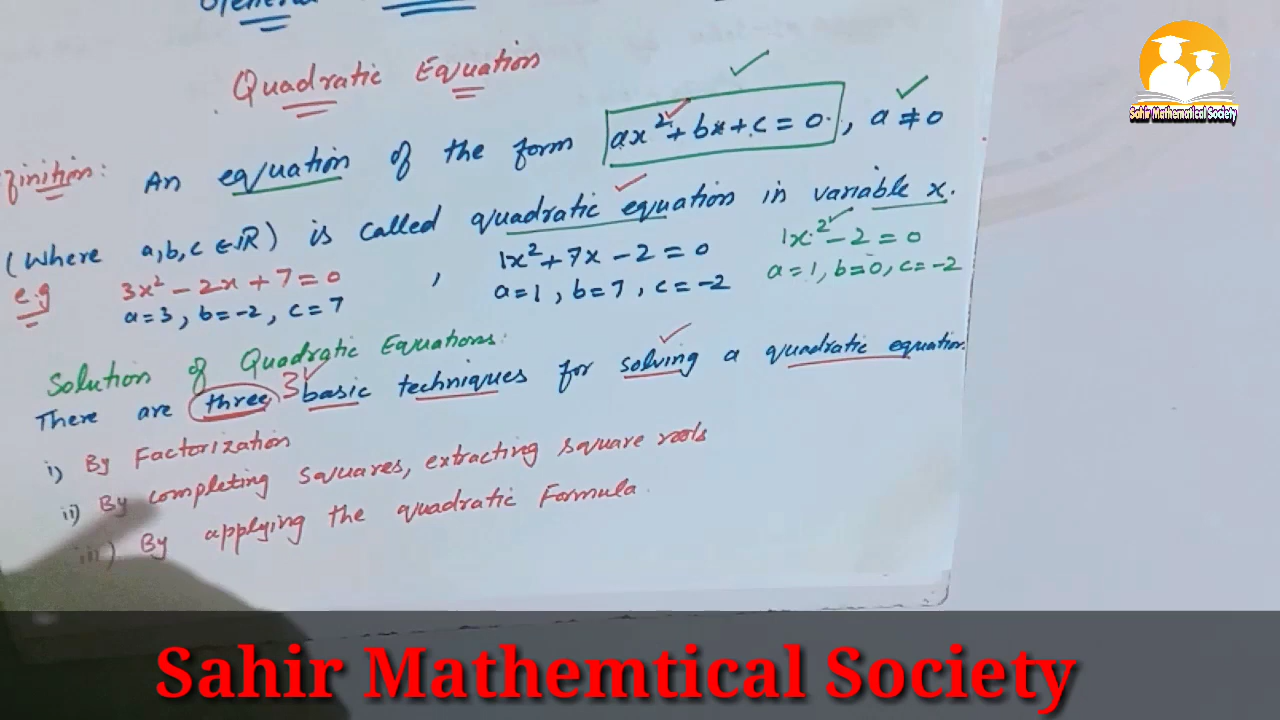 General
Quadratic Equation
finition: An equation of the form ax²+bx+c=0, a≠0
(Where a,b,c ∈ ℝ) is called quadratic equation in variable x.
e.g 3x²-2x+7=0 , 1x²+7x-2=0 1x²-2=0
a=3, b=-2, c=7 a=1, b=7, c=-2 a=1, b=0, c=-2
Solution of Quadratic Equations:
There are three 3 basic techniques for solving a quadratic equation.
i) By Factorization
ii) By completing squares, extracting square roots
iii) By applying the quadratic Formula.
Sahir Mathematical Society
Sahir Mathemtical Society